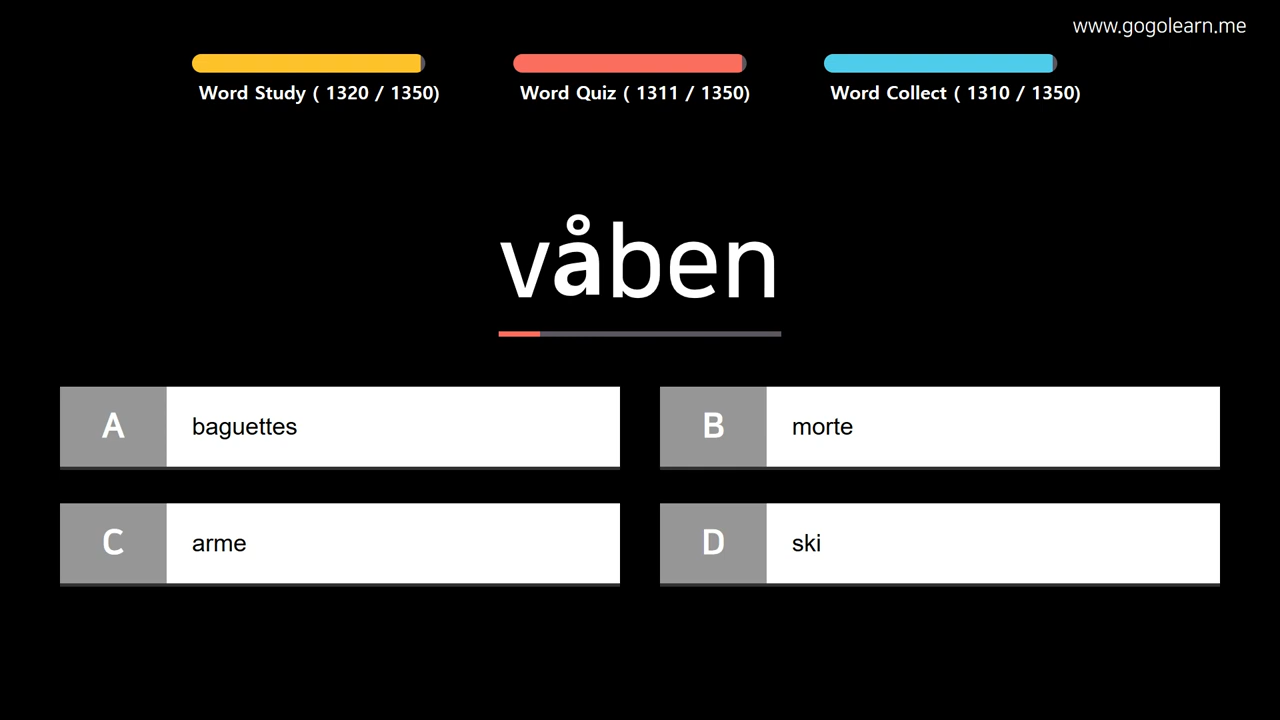 www.gogolearn.me
Word Study ( 1320 / 1350)
Word Quiz ( 1311 / 1350)
Word Collect ( 1310 / 1350)
våben
A baguettes
B morte
C arme
D ski